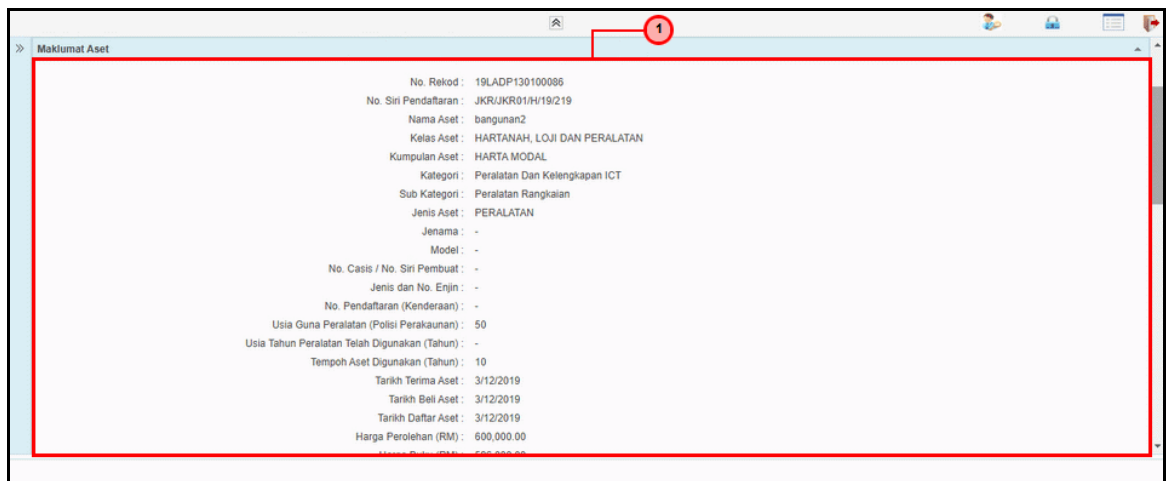 1
Maklumat Aset
No. Rekod : 19LADP130100086
No. Siri Pendaftaran : JKR/JKR01/H/19/219
Nama Aset : bangunan2
Kelas Aset : HARTANAH, LOJI DAN PERALATAN
Kumpulan Aset : HARTA MODAL
Kategori : Peralatan Dan Kelengkapan ICT
Sub Kategori : Peralatan Rangkaian
Jenis Aset : PERALATAN
Jenama : -
Model : -
No. Casis / No. Siri Pembuat : -
Jenis dan No. Enjin : -
No. Pendaftaran (Kenderaan) : -
Usia Guna Peralatan (Polisi Perakaunan) : 50
Usia Tahun Peralatan Telah Digunakan (Tahun) : -
Tempoh Aset Digunakan (Tahun) : 10
Tarikh Terima Aset : 3/12/2019
Tarikh Beli Aset : 3/12/2019
Tarikh Daftar Aset : 3/12/2019
Harga Perolehan (RM) : 600,000.00